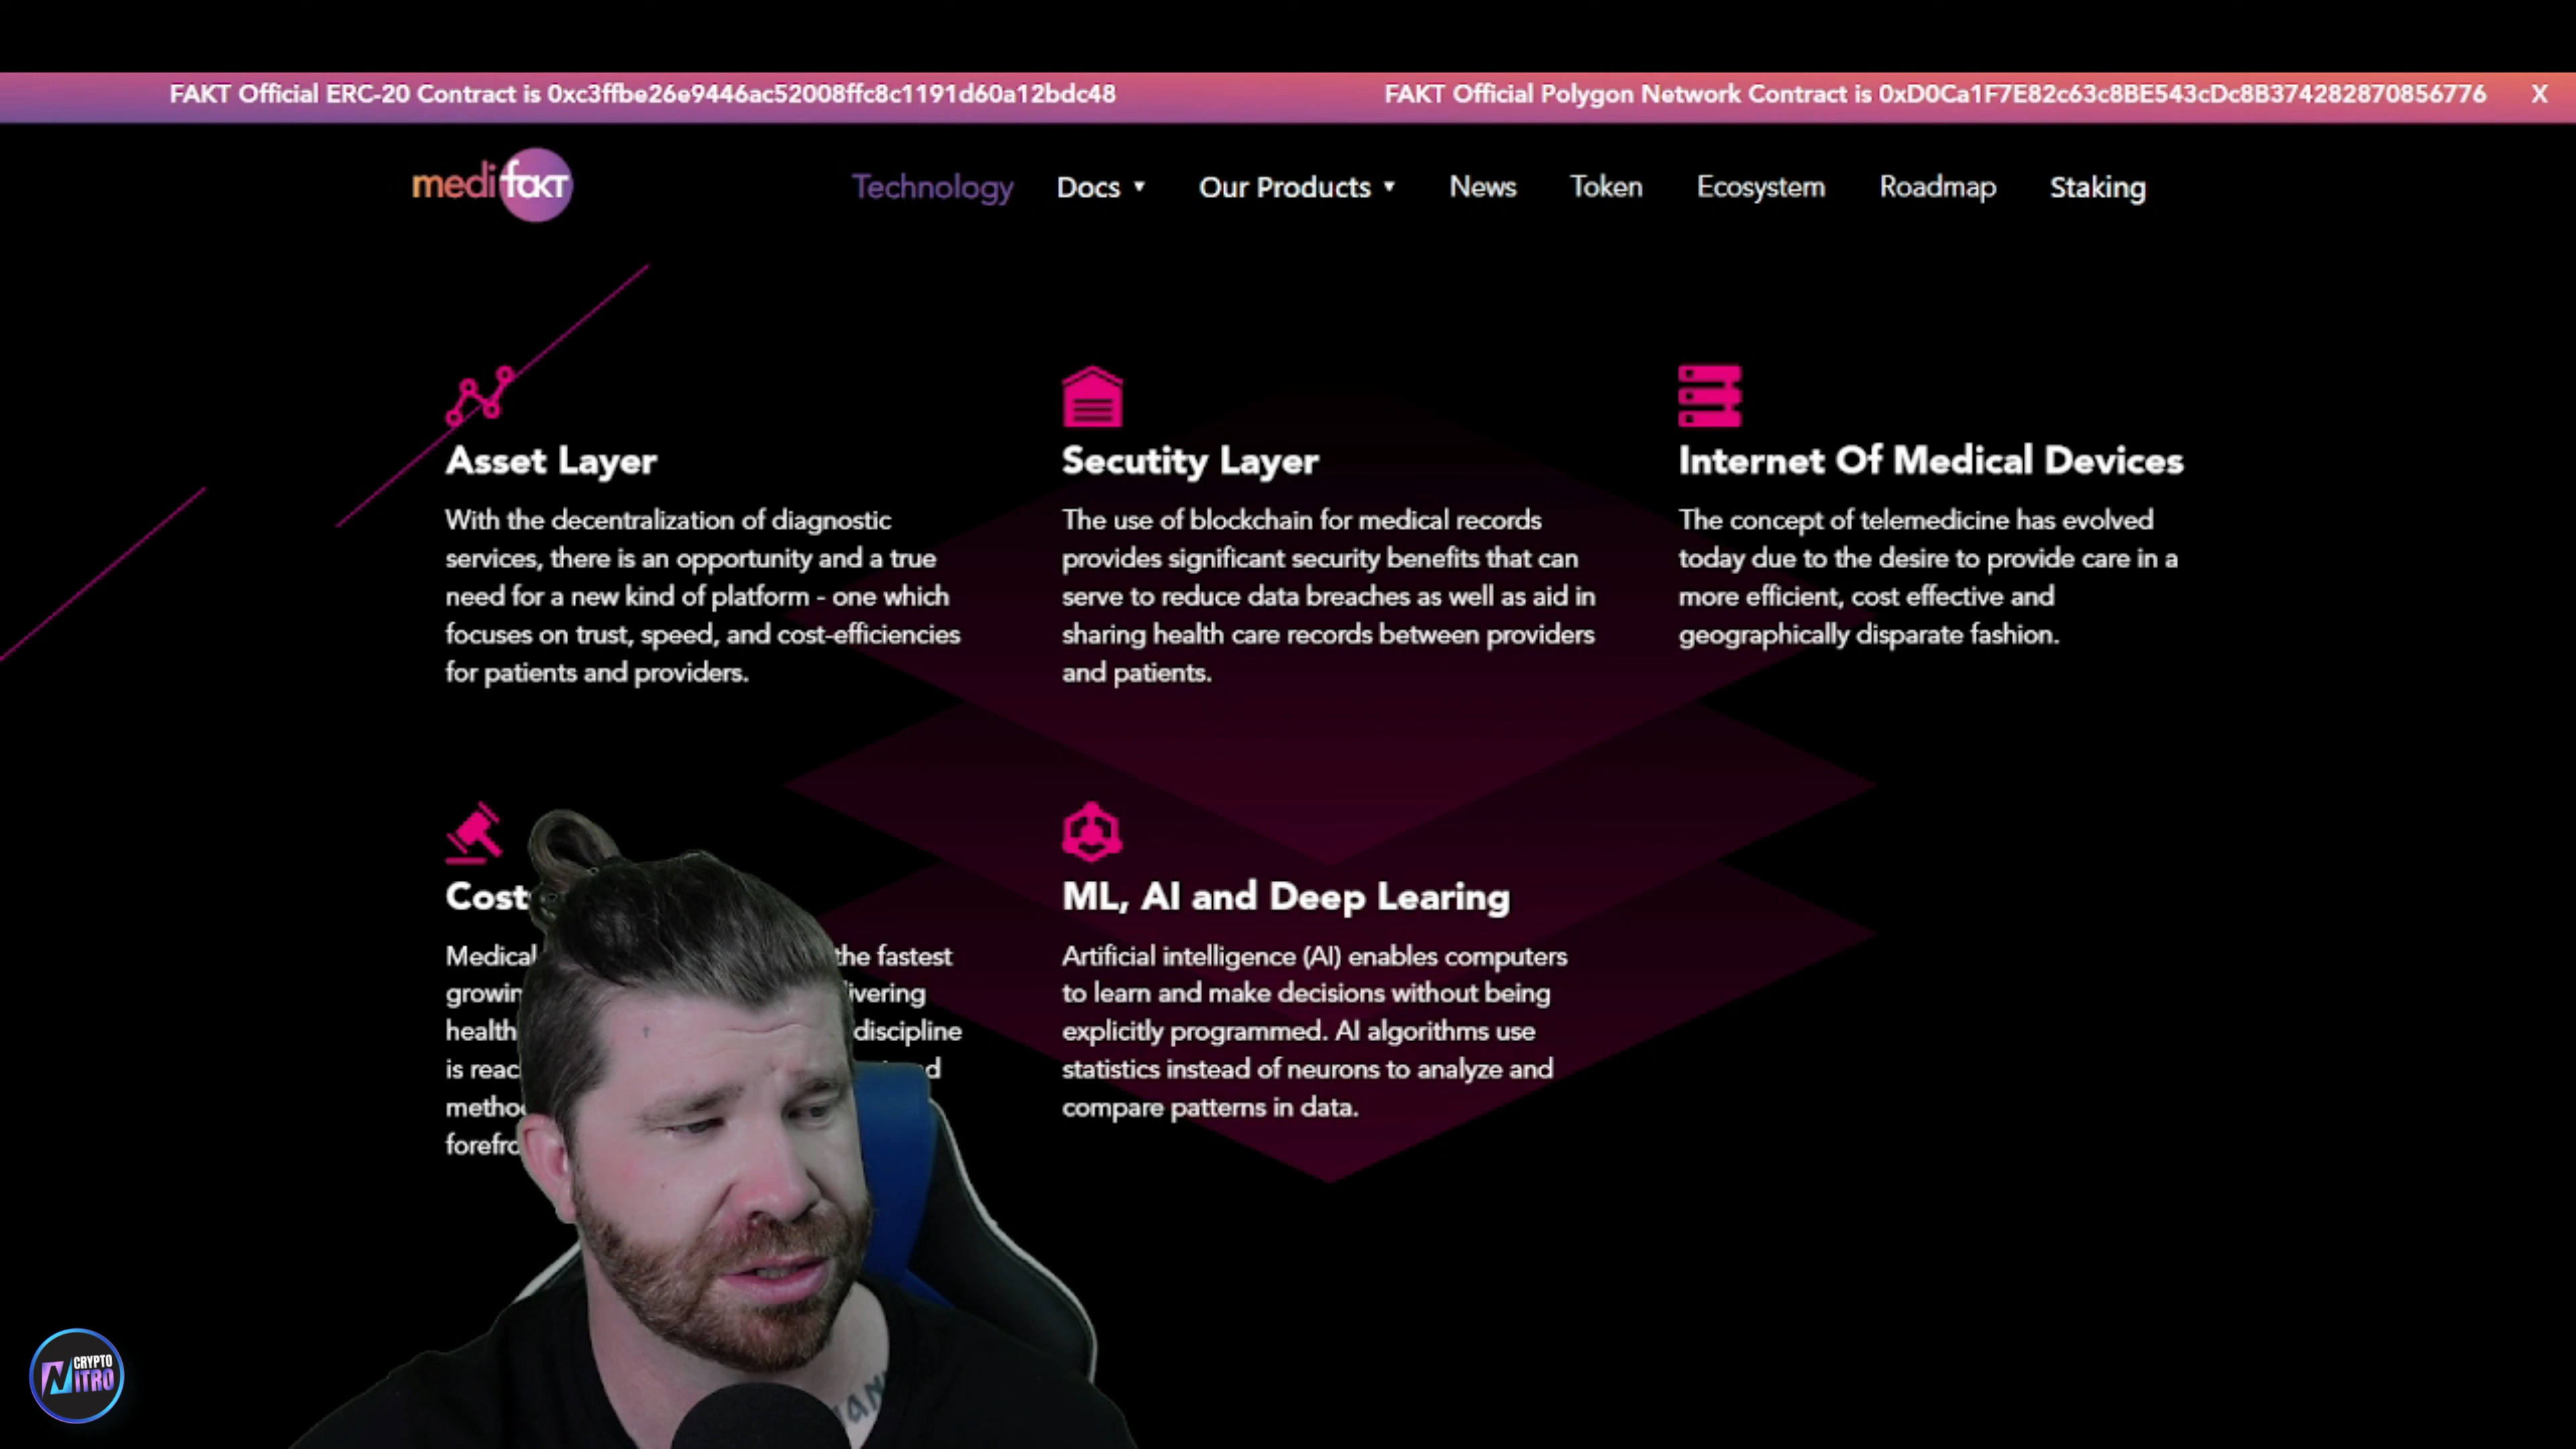 FAKT Official ERC-20 Contract is 0xc3ffbe26e9446ac52008ffc8c1191d60a12bdc48
FAKT Official Polygon Network Contract is 0xD0Ca1F7E82c63c8BE543cDc8B374282870856776 X
medifakt
Technology Docs Our Products News Token Ecosystem Roadmap Staking
Asset Layer
With the decentralization of diagnostic
services, there is an opportunity and a true
need for a new kind of platform - one which
focuses on trust, speed, and cost-efficiencies
for patients and providers.
Secutity Layer
The use of blockchain for medical records
provides significant security benefits that can
serve to reduce data breaches as well as aid in
sharing health care records between providers
and patients.
Internet Of Medical Devices
The concept of telemedicine has evolved
today due to the desire to provide care in a
more efficient, cost effective and
geographically disparate fashion.
Cost
Medical the fastest
health discipline
is
ML, AI and Deep Learing
Artificial intelligence (AI) enables computers
to learn and make decisions without being
explicitly programmed. AI algorithms use
statistics instead of neurons to analyze and
compare patterns in data.
CRYPTO
NITRO